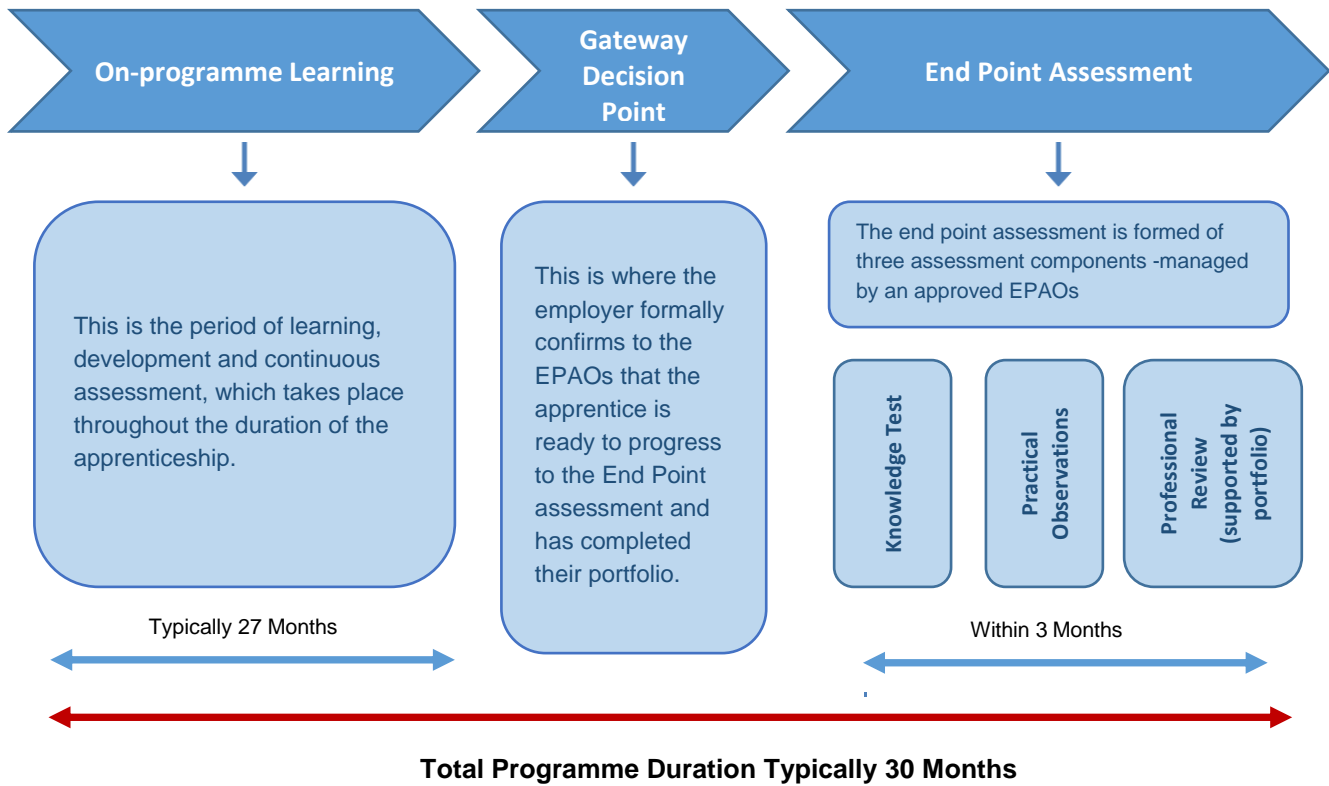 On-programme Learning
Gateway
Decision
Point
End Point Assessment
This is the period of learning,
development and continuous
assessment, which takes place
throughout the duration of the
apprenticeship.
This is where the
employer formally
confirms to the
EPAOs that the
apprentice is
ready to progress
to the End Point
assessment and
has completed
their portfolio.
The end point assessment is formed of
three assessment components -managed
by an approved EPAOs
Knowledge Test
Practical
Observations
Professional
Review
(supported by
portfolio)
Typically 27 Months
Within 3 Months
Total Programme Duration Typically 30 Months